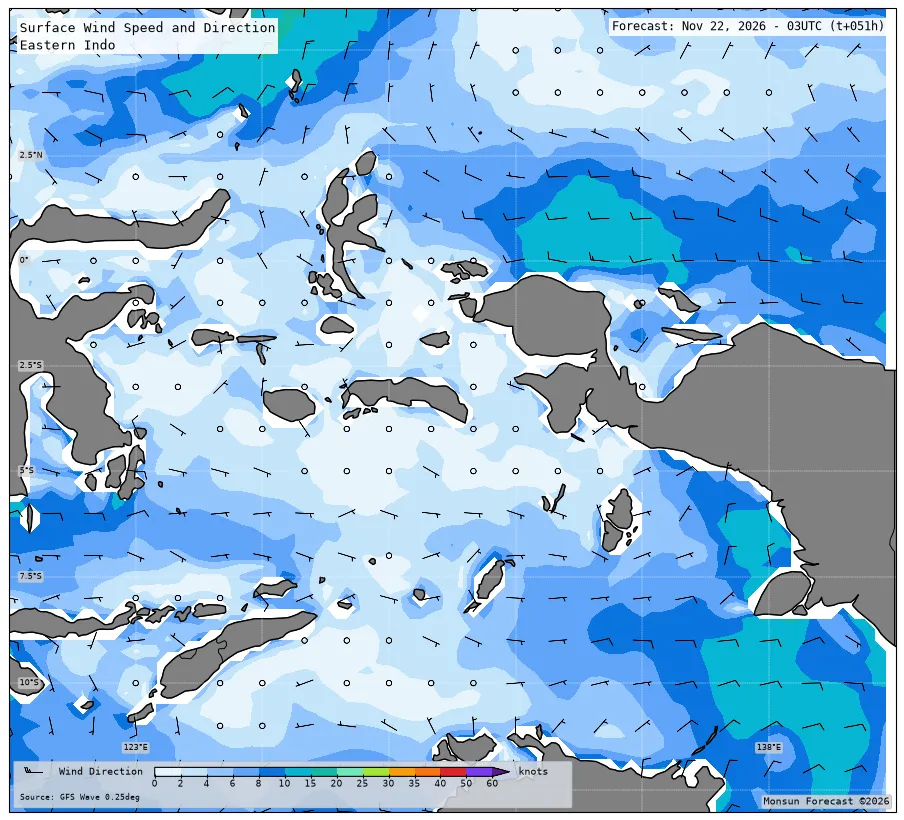 Surface Wind Speed and Direction
Eastern Indo
Forecast: Nov 22, 2026 - 03UTC (t+051h)
2.5°N
0°
2.5°S
5°S
7.5°S
10°S
123°E
138°E
Wind Direction
knots
0 2 4 6 8 10 15 20 25 30 35 40 50 60
Source: GFS Wave 0.25deg
Monsun Forecast ©2026